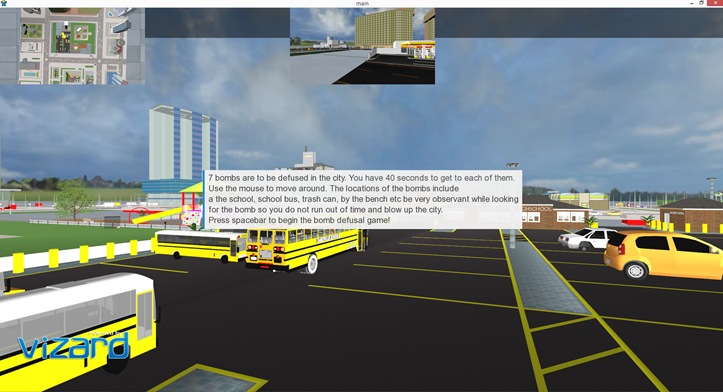 main
7 bombs are to be defused in the city. You have 40 seconds to get to each of them.
Use the mouse to move around. The locations of the bombs include
a the school, school bus, trash can, by the bench etc be very observant while looking
for the bomb so you do not run out of time and blow up the city.
Press spacebar to begin the bomb defusal game!
vizard